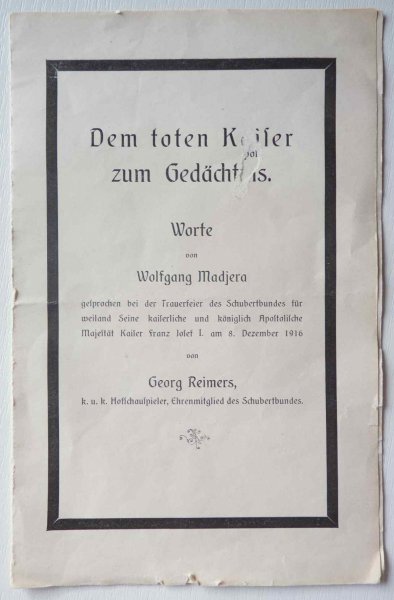 Dem toten Kaiser
zum Gedächtnis.
Worte
von
Wolfgang Madjera
gesprochen bei der Trauerfeier des Schubertbundes für
weiland Seine kaiserliche und königlich Apostolische
Majestät Kaiser Franz Josef I. am 8. Dezember 1916
von
Georg Reimers,
k. u. k. Hofschauspieler, Ehrenmitglied des Schubertbundes.